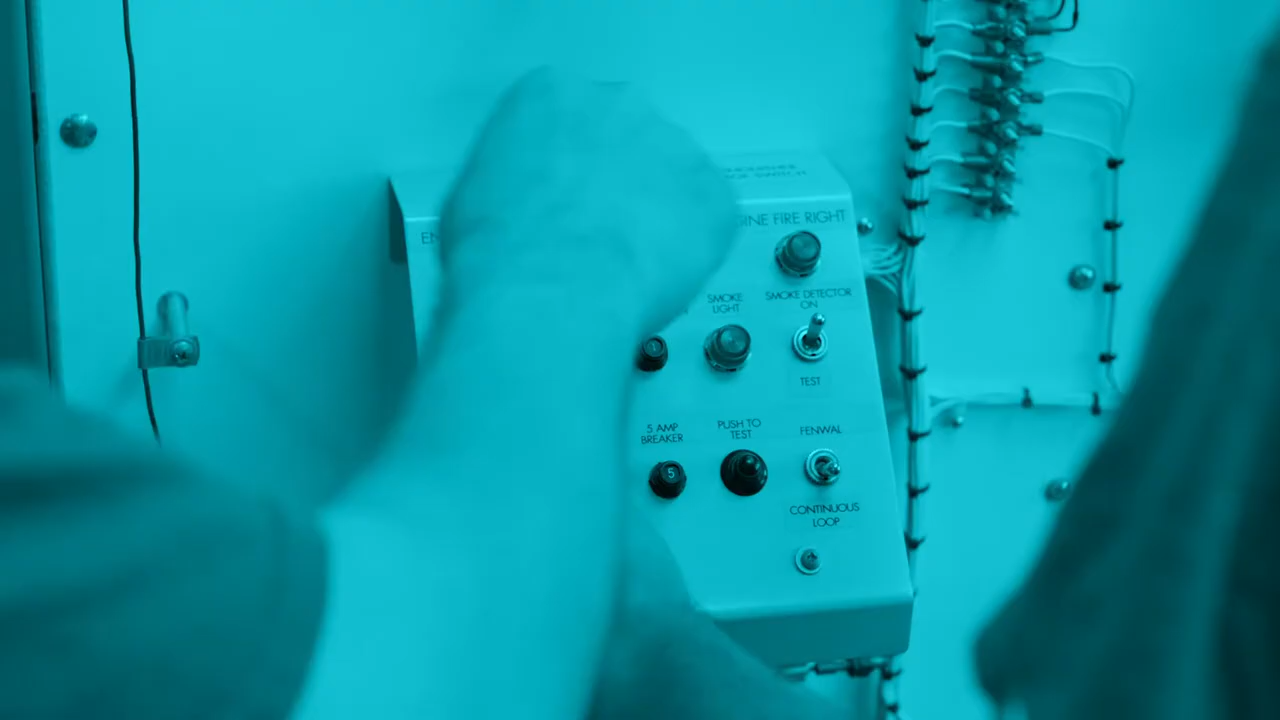 GINE FIRE RIGHT
SMOKE
LIGHT
SMOKE DETECTOR
ON
TEST
5 AMP
BREAKER
5
PUSH TO
TEST
FENWAL
CONTINUOUS
LOOP